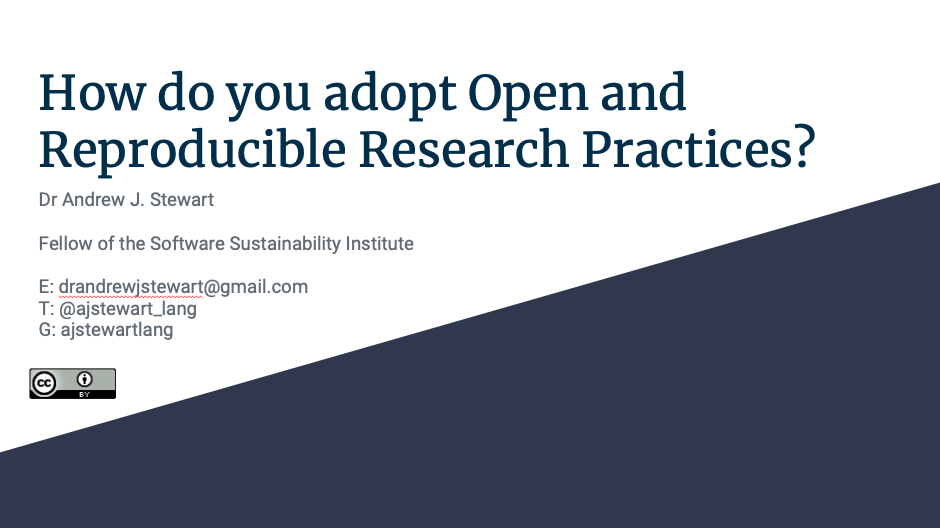 How do you adopt Open and
Reproducible Research Practices?
Dr Andrew J. Stewart
Fellow of the Software Sustainability Institute
E: drandrewjstewart@gmail.com
T: @ajstewart_lang
G: ajstewartlang
cc
BY